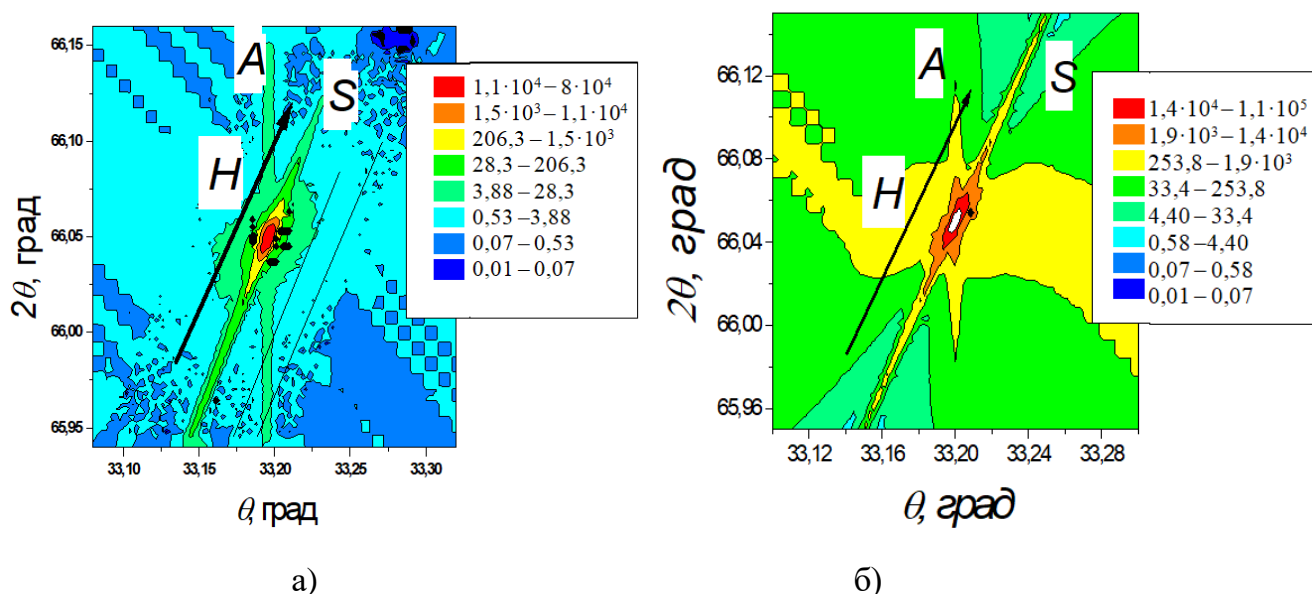 66,15
66,10
66,05
66,00
65,95
2θ, град
A
S
H
1,1·10⁴ – 8·10⁴
1,5·10³ – 1,1·10⁴
206,3 – 1,5·10³
28,3 – 206,3
3,88 – 28,3
0,53 – 3,88
0,07 – 0,53
0,01 – 0,07
33,10 33,15 33,20 33,25 33,30
θ, град
а)
66,12
66,08
66,04
66,00
65,96
2θ, град
A
S
H
1,4·10⁴ – 1,1·10⁵
1,9·10³ – 1,4·10⁴
253,8 – 1,9·10³
33,4 – 253,8
4,40 – 33,4
0,58 – 4,40
0,07 – 0,58
0,01 – 0,07
33,12 33,16 33,20 33,24 33,28
θ, град
б)